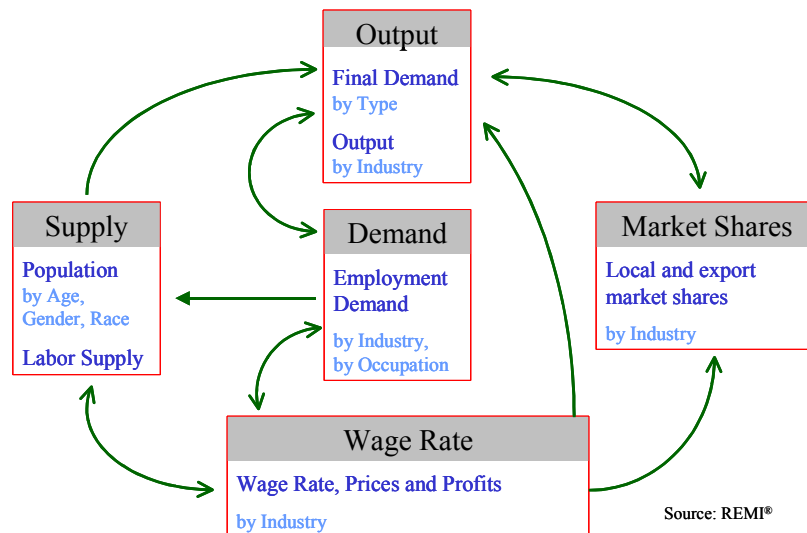 Output
Final Demand
by Type
Output
by Industry
Supply
Population
by Age,
Gender, Race
Labor Supply
Demand
Employment
Demand
by Industry,
by Occupation
Market Shares
Local and export
market shares
by Industry
Wage Rate
Wage Rate, Prices and Profits
by Industry
Source: REMI®